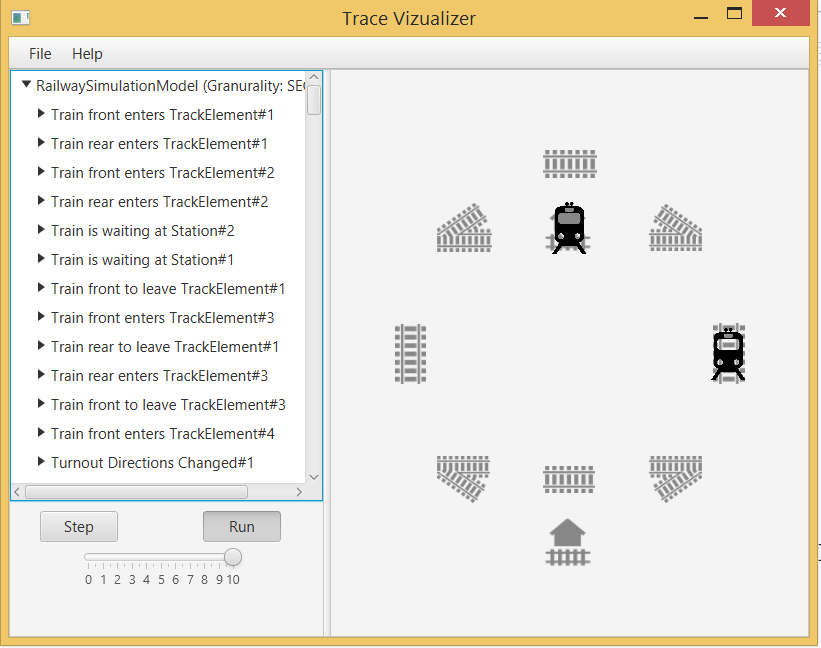 Trace Vizualizer
File Help
RailwaySimulationModel (Granurality: SE
Train front enters TrackElement#1
Train rear enters TrackElement#1
Train front enters TrackElement#2
Train rear enters TrackElement#2
Train is waiting at Station#2
Train is waiting at Station#1
Train front to leave TrackElement#1
Train front enters TrackElement#3
Train rear to leave TrackElement#1
Train rear enters TrackElement#3
Train front to leave TrackElement#3
Train front enters TrackElement#4
Turnout Directions Changed#1
Step Run
0 1 2 3 4 5 6 7 8 9 10